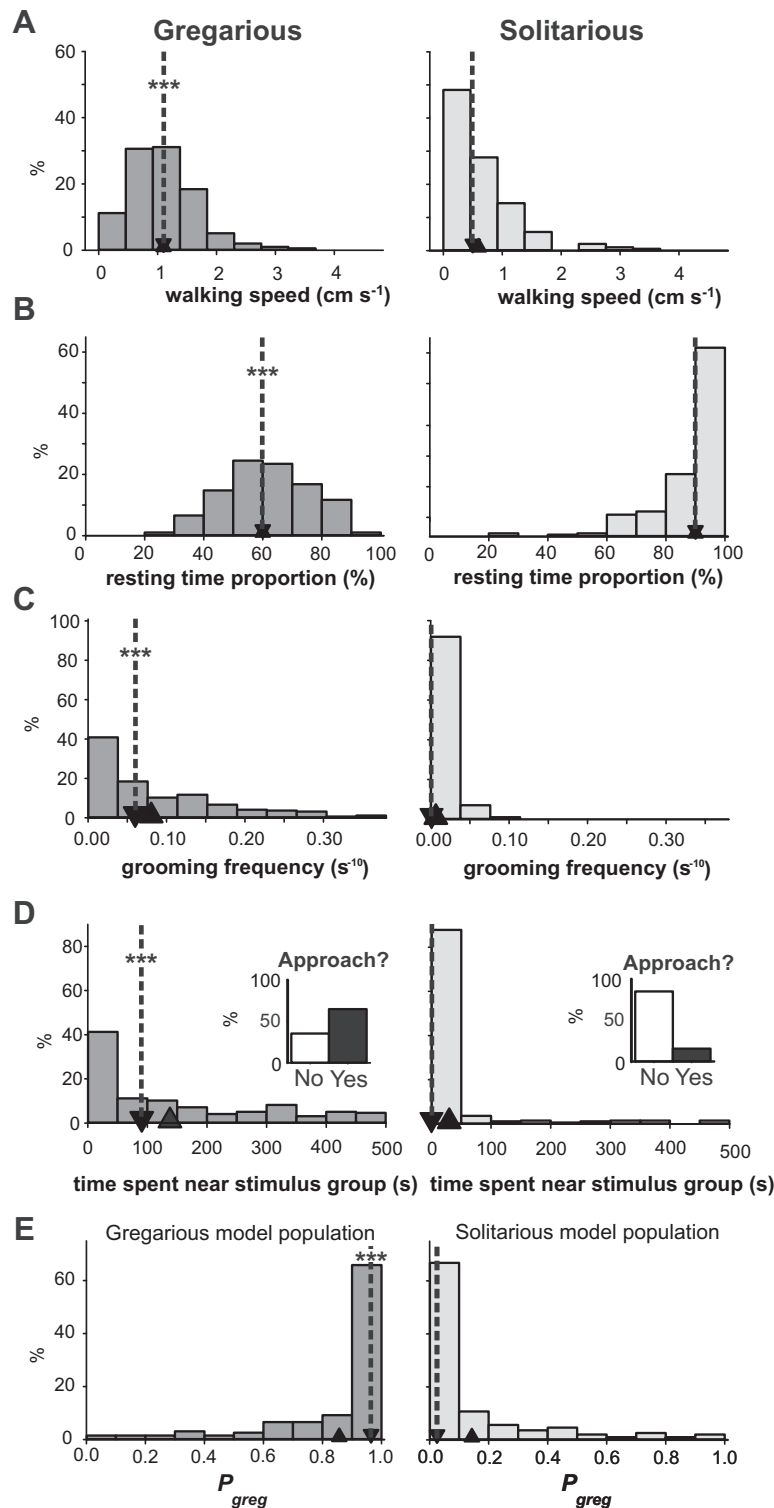 A
Gregarious
Solitarious
60
40
20
0
%
***
0 1 2 3 4
0 1 2 3 4
walking speed (cm s⁻¹)
walking speed (cm s⁻¹)
B
60
40
20
0
%
***
0 20 40 60 80 100
0 20 40 60 80 100
resting time proportion (%)
resting time proportion (%)
C
100
80
60
40
20
0
%
***
0.00 0.10 0.20 0.30
0.00 0.10 0.20 0.30
grooming frequency (s⁻¹⁰)
grooming frequency (s⁻¹⁰)
D
80
60
40
20
0
%
***
Approach?
100
50
0
%
No Yes
Approach?
100
50
0
%
No Yes
0 100 200 300 400 500
0 100 200 300 400 500
time spent near stimulus group (s)
time spent near stimulus group (s)
E
Gregarious model population
Solitarious model population
60
40
20
0
%
***
0.0 0.2 0.4 0.6 0.8 1.0
0.0 0.2 0.4 0.6 0.8 1.0
P greg
P greg